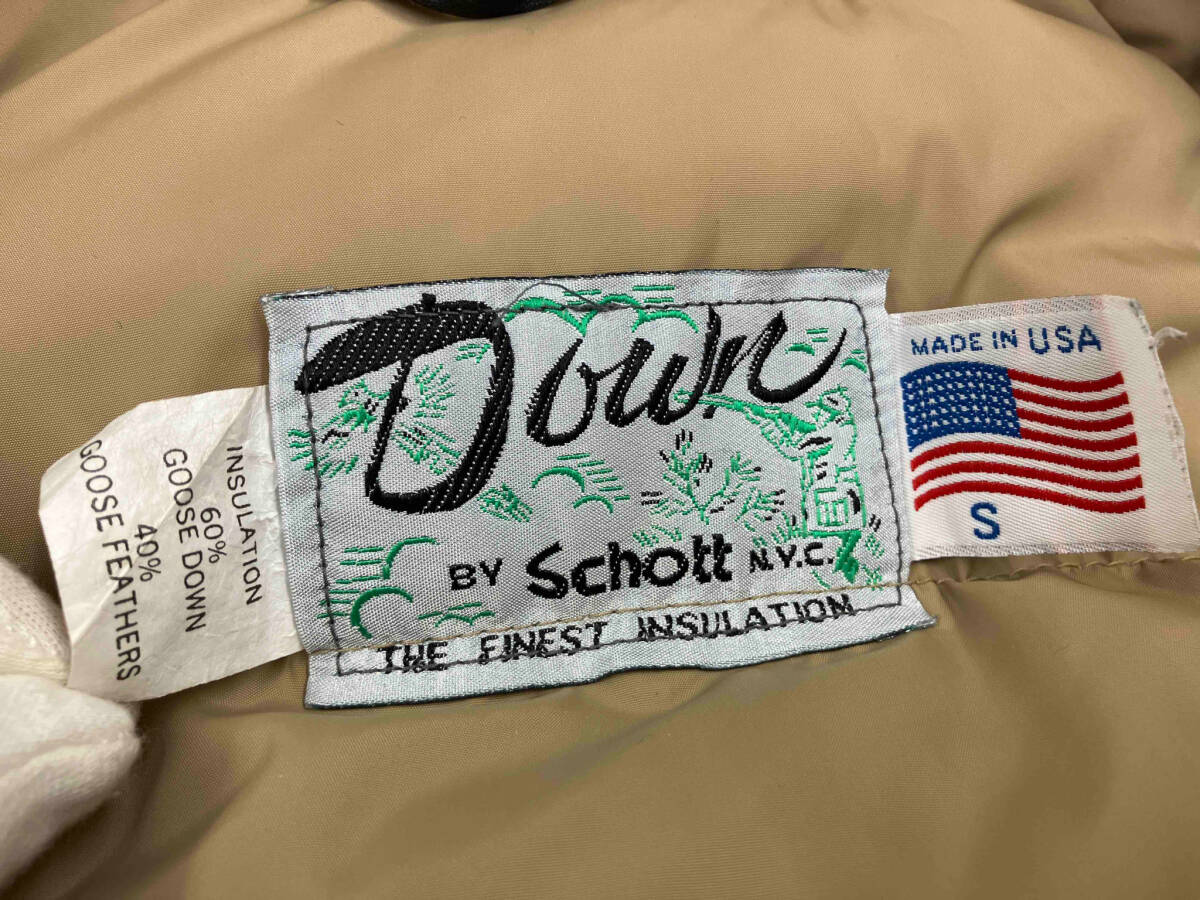 INSULATION
60%
GOOSE DOWN
40%
GOOSE FEATHERS
Down
BY Schott N.Y.C.
THE FINEST INSULATION
MADE IN USA
S